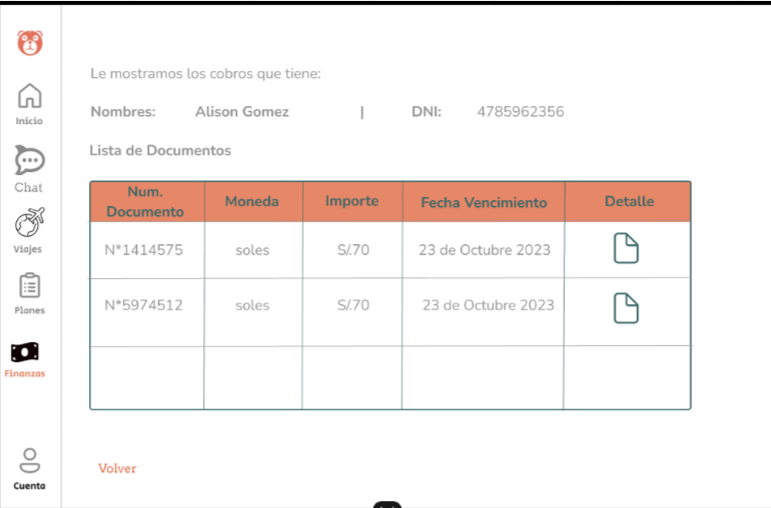 Le mostramos los cobros que tiene:
Nombres: Alison Gomez | DNI: 4785962356
Lista de Documentos
Num. Documento Moneda Importe Fecha Vencimiento Detalle
N*1414575 soles S/.70 23 de Octubre 2023
N*5974512 soles S/.70 23 de Octubre 2023
Volver
Inicio
Chat
Viajes
Planes
Finanzas
Cuenta